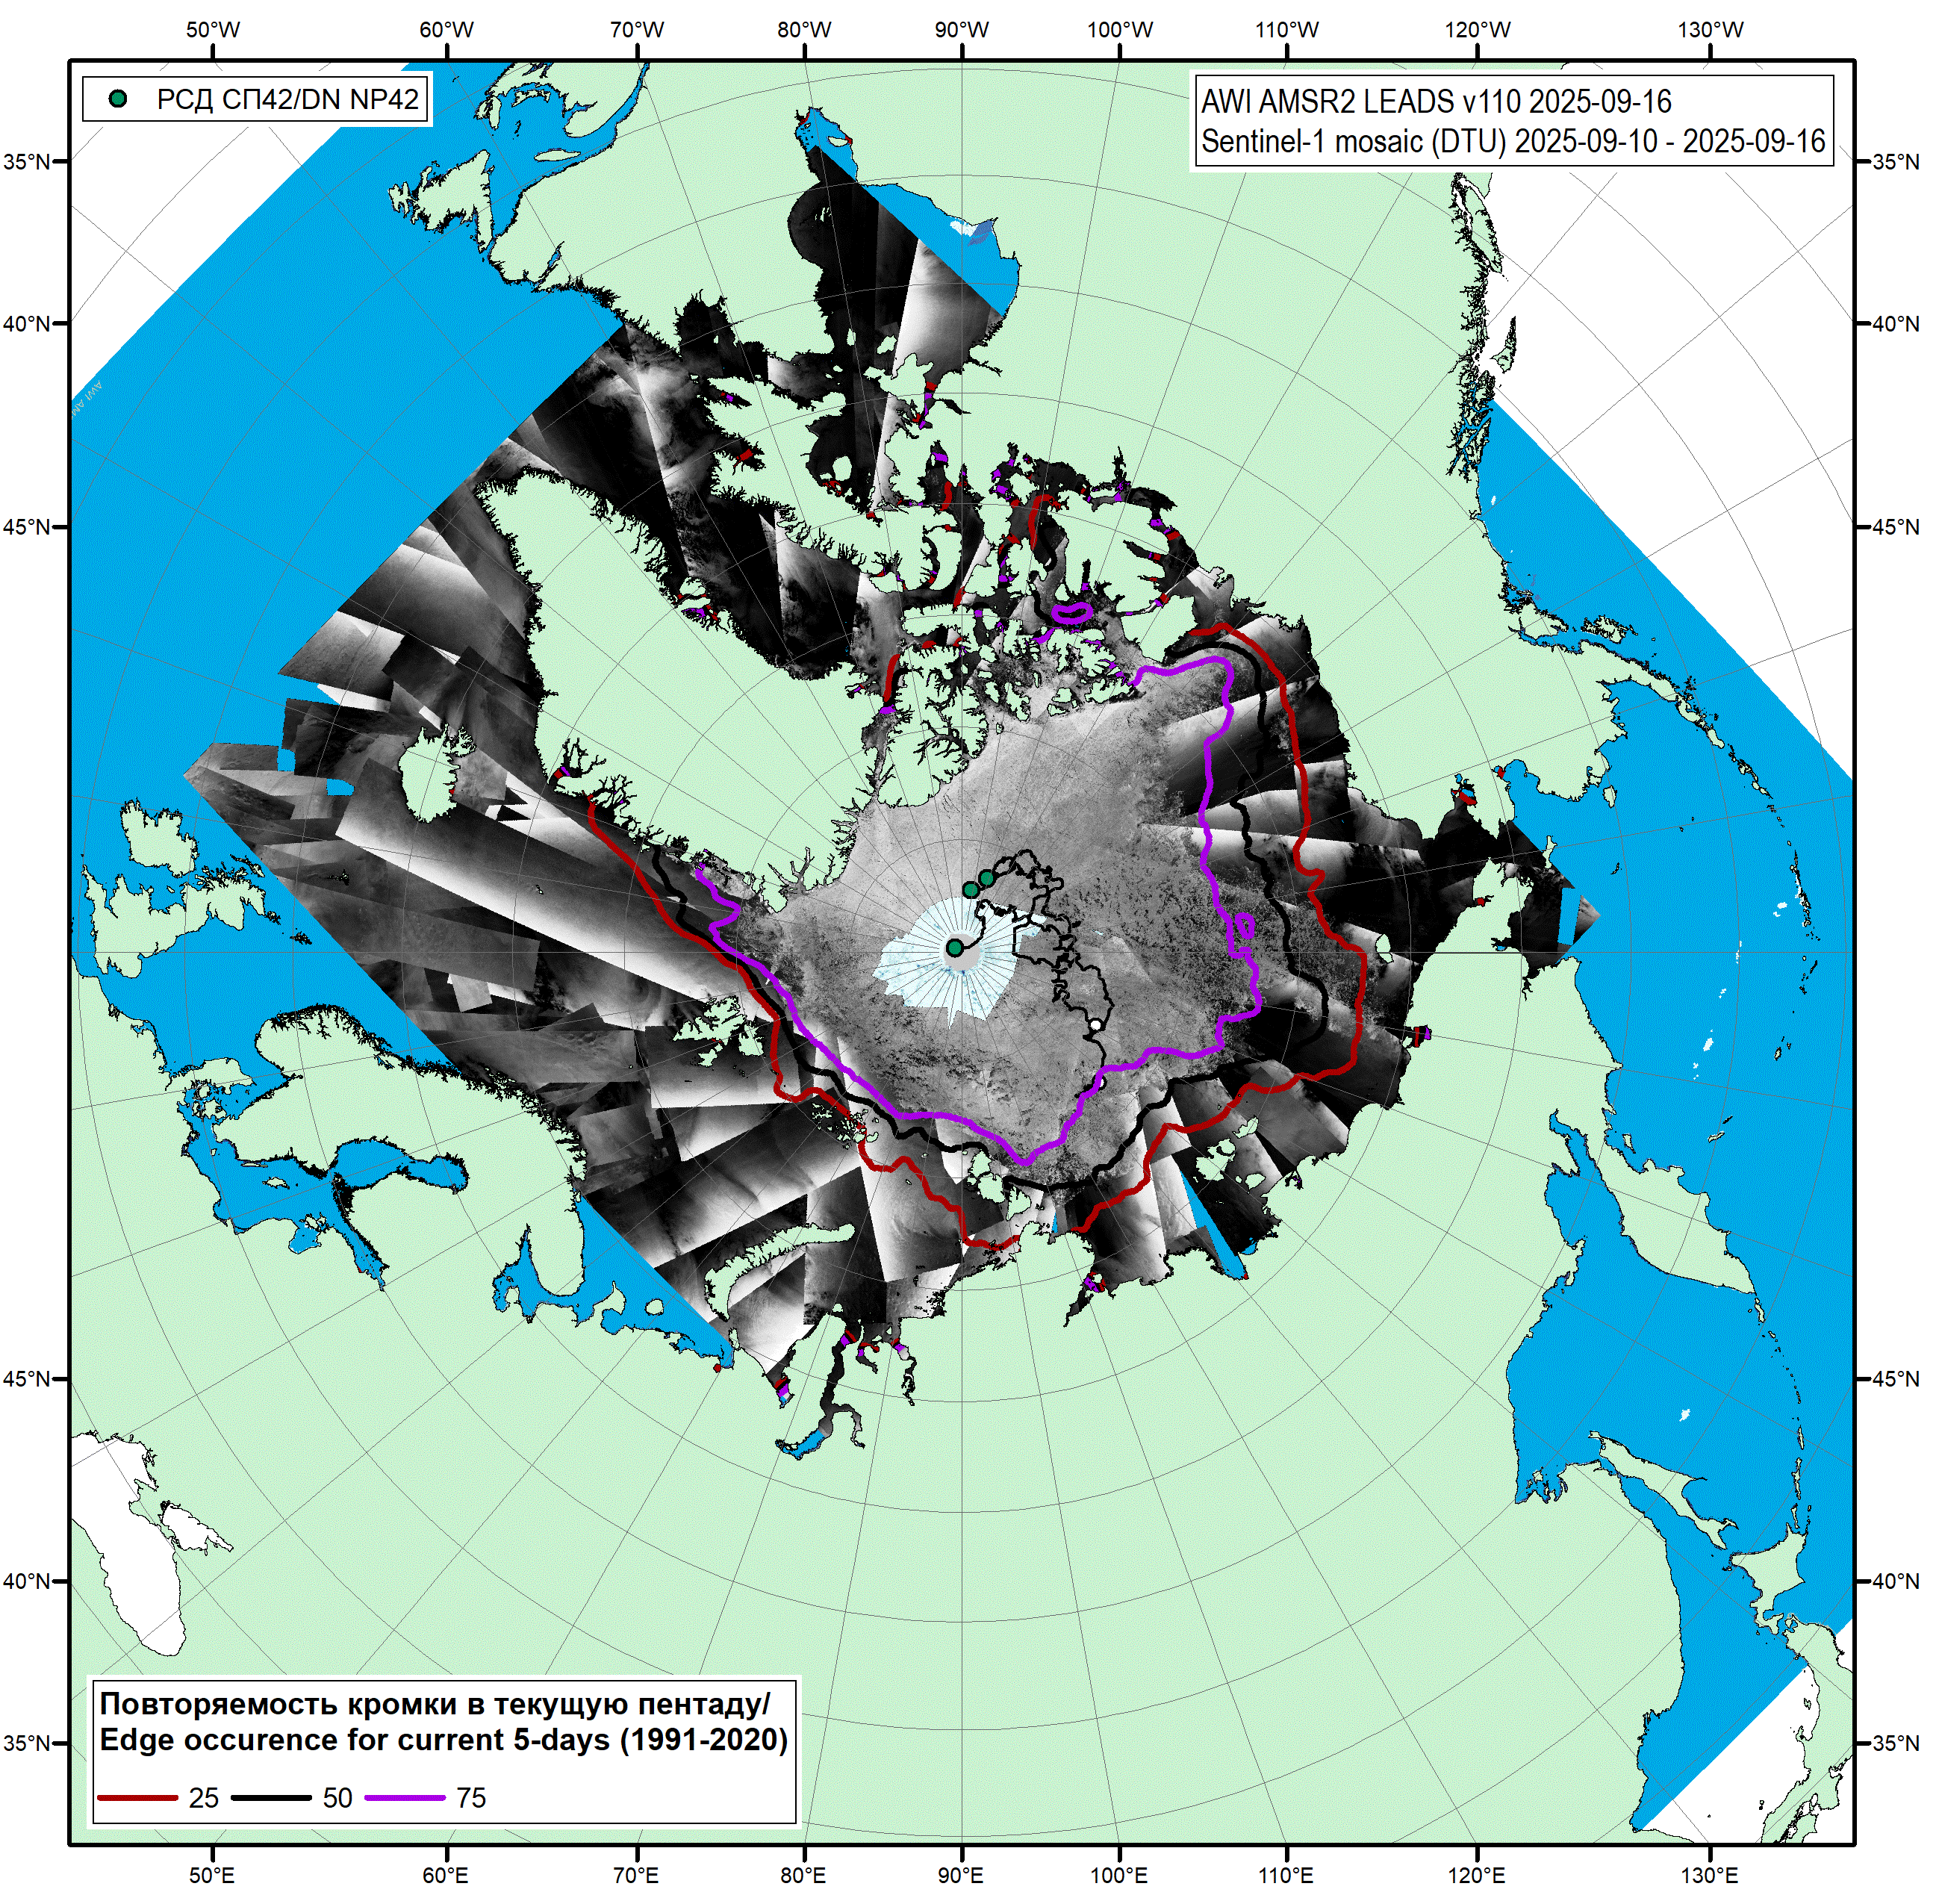 50°W 60°W 70°W 80°W 90°W 100°W 110°W 120°W 130°W
РСД СП42/DN NP42
AWI AMSR2 LEADS v110 2025-09-16
Sentinel-1 mosaic (DTU) 2025-09-10 - 2025-09-16
35°N 35°N
40°N 40°N
45°N 45°N
45°N 45°N
40°N 40°N
35°N 35°N
Повторяемость кромки в текущую пентаду/
Edge occurence for current 5-days (1991-2020)
25 50 75
50°E 60°E 70°E 80°E 90°E 100°E 110°E 120°E 130°E